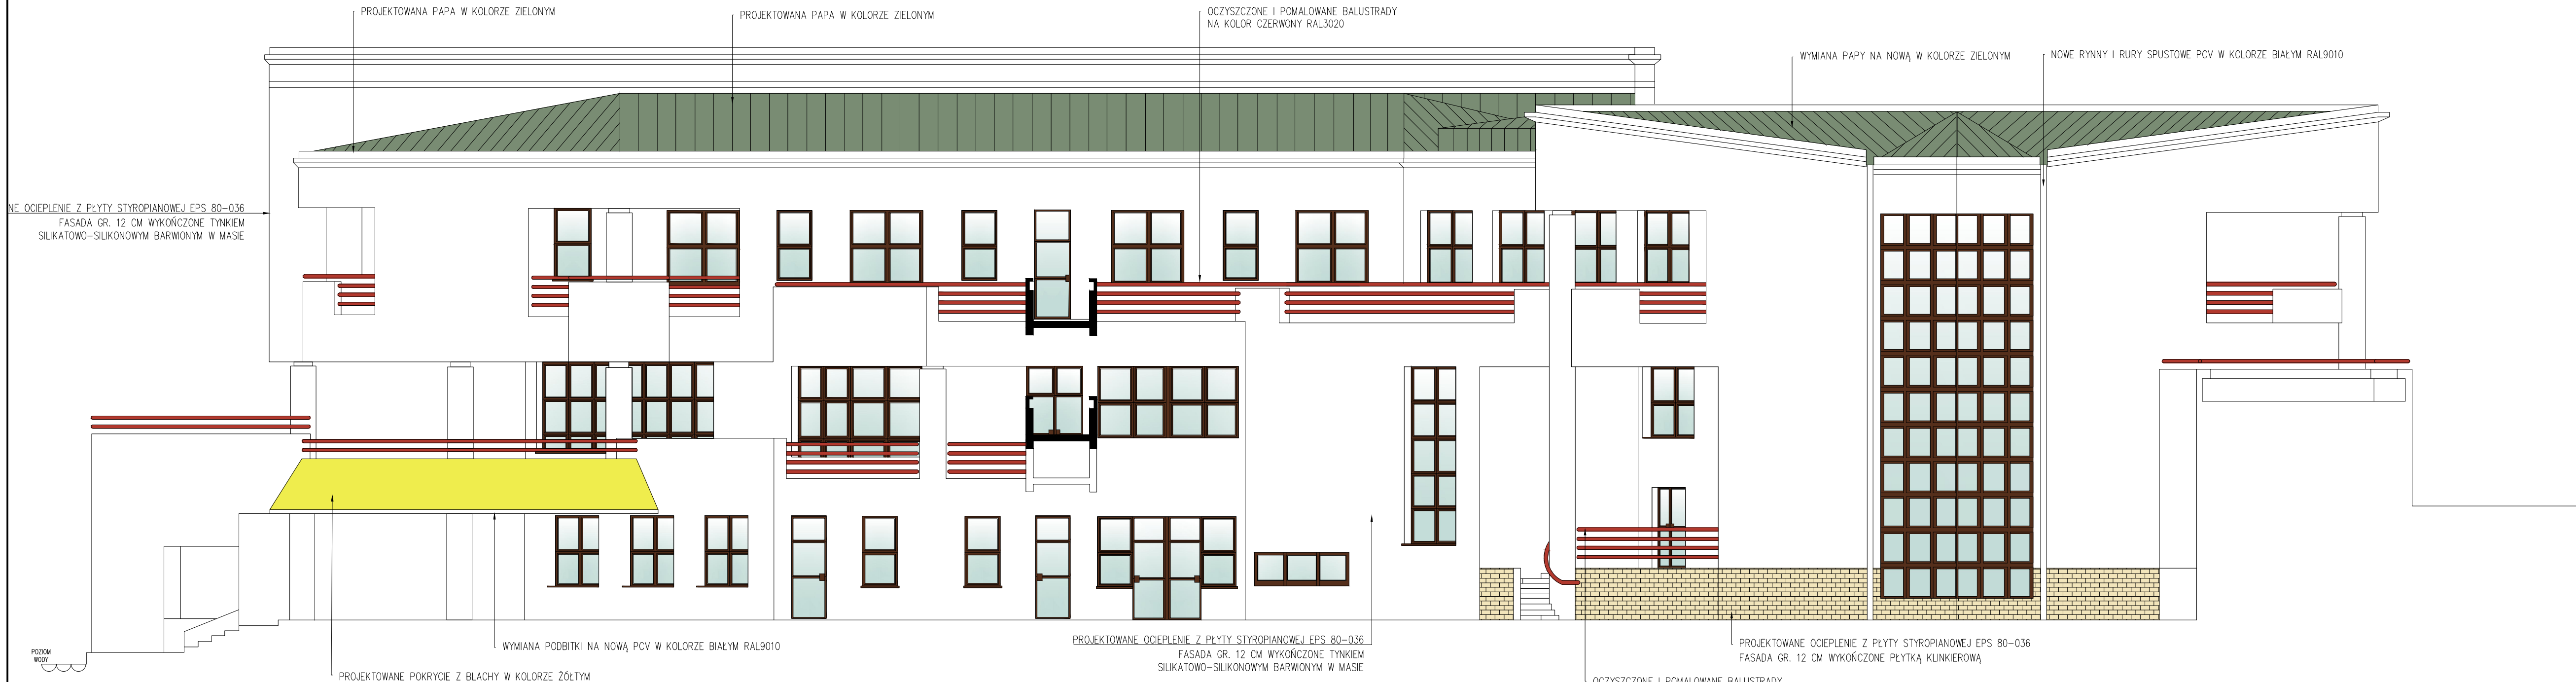 PROJEKTOWANA PAPA W KOLORZE ZIELONYM
PROJEKTOWANA PAPA W KOLORZE ZIELONYM
OCZYSZCZONE I POMALOWANE BALUSTRADY
NA KOLOR CZERWONY RAL3020
WYMIANA PAPY NA NOWĄ W KOLORZE ZIELONYM
NOWE RYNNY I RURY SPUSTOWE PCV W KOLORZE BIAŁYM RAL9010
NE OCIEPLENIE Z PŁYTY STYROPIANOWEJ EPS 80-036
FASADA GR. 12 CM WYKOŃCZONE TYNKIEM
SILIKATOWO-SILIKONOWYM BARWIONYM W MASIE
POZIOM
WODY
WYMIANA PODBITKI NA NOWĄ PCV W KOLORZE BIAŁYM RAL9010
PROJEKTOWANE POKRYCIE Z BLACHY W KOLORZE ŻÓŁTYM
PROJEKTOWANE OCIEPLENIE Z PŁYTY STYROPIANOWEJ EPS 80-036
FASADA GR. 12 CM WYKOŃCZONE TYNKIEM
SILIKATOWO-SILIKONOWYM BARWIONYM W MASIE
PROJEKTOWANE OCIEPLENIE Z PŁYTY STYROPIANOWEJ EPS 80-036
FASADA GR. 12 CM WYKOŃCZONE PŁYTKĄ KLINKIEROWĄ
OCZYSZCZONE I POMALOWANE BALUSTRADY